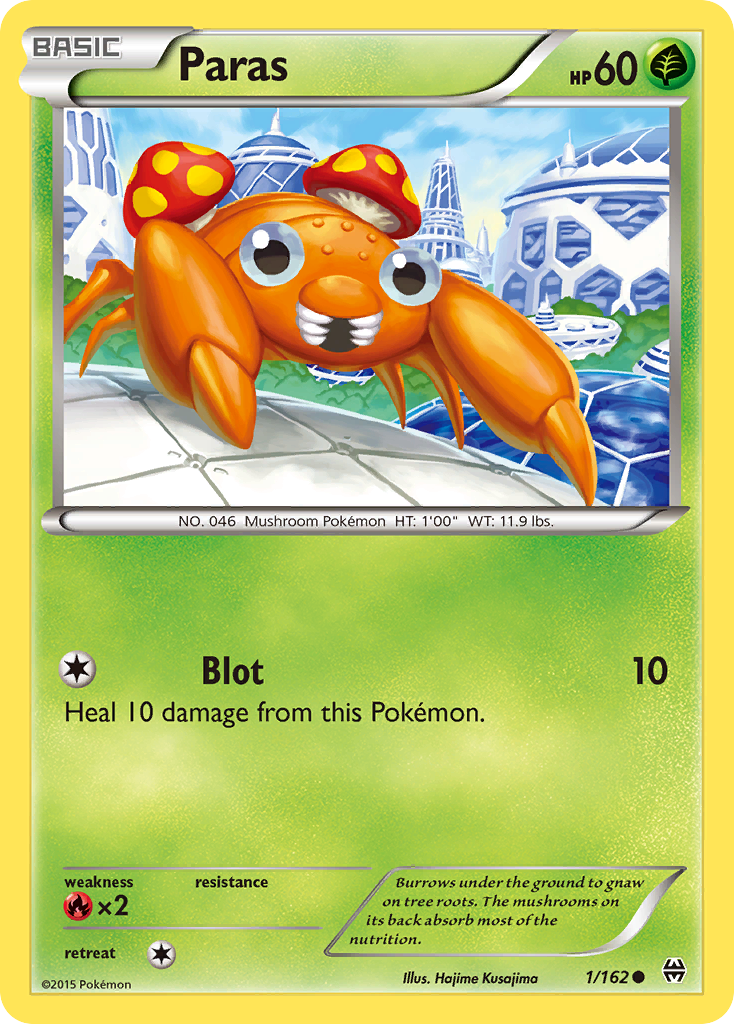 BASIC
Paras
HP60
NO. 046 Mushroom Pokémon HT: 1'00" WT: 11.9 lbs.
Blot 10
Heal 10 damage from this Pokémon.
weakness resistance
×2
Burrows under the ground to gnaw
on tree roots. The mushrooms on
its back absorb most of the
nutrition.
retreat
©2015 Pokémon
Illus. Hajime Kusajima
1/162